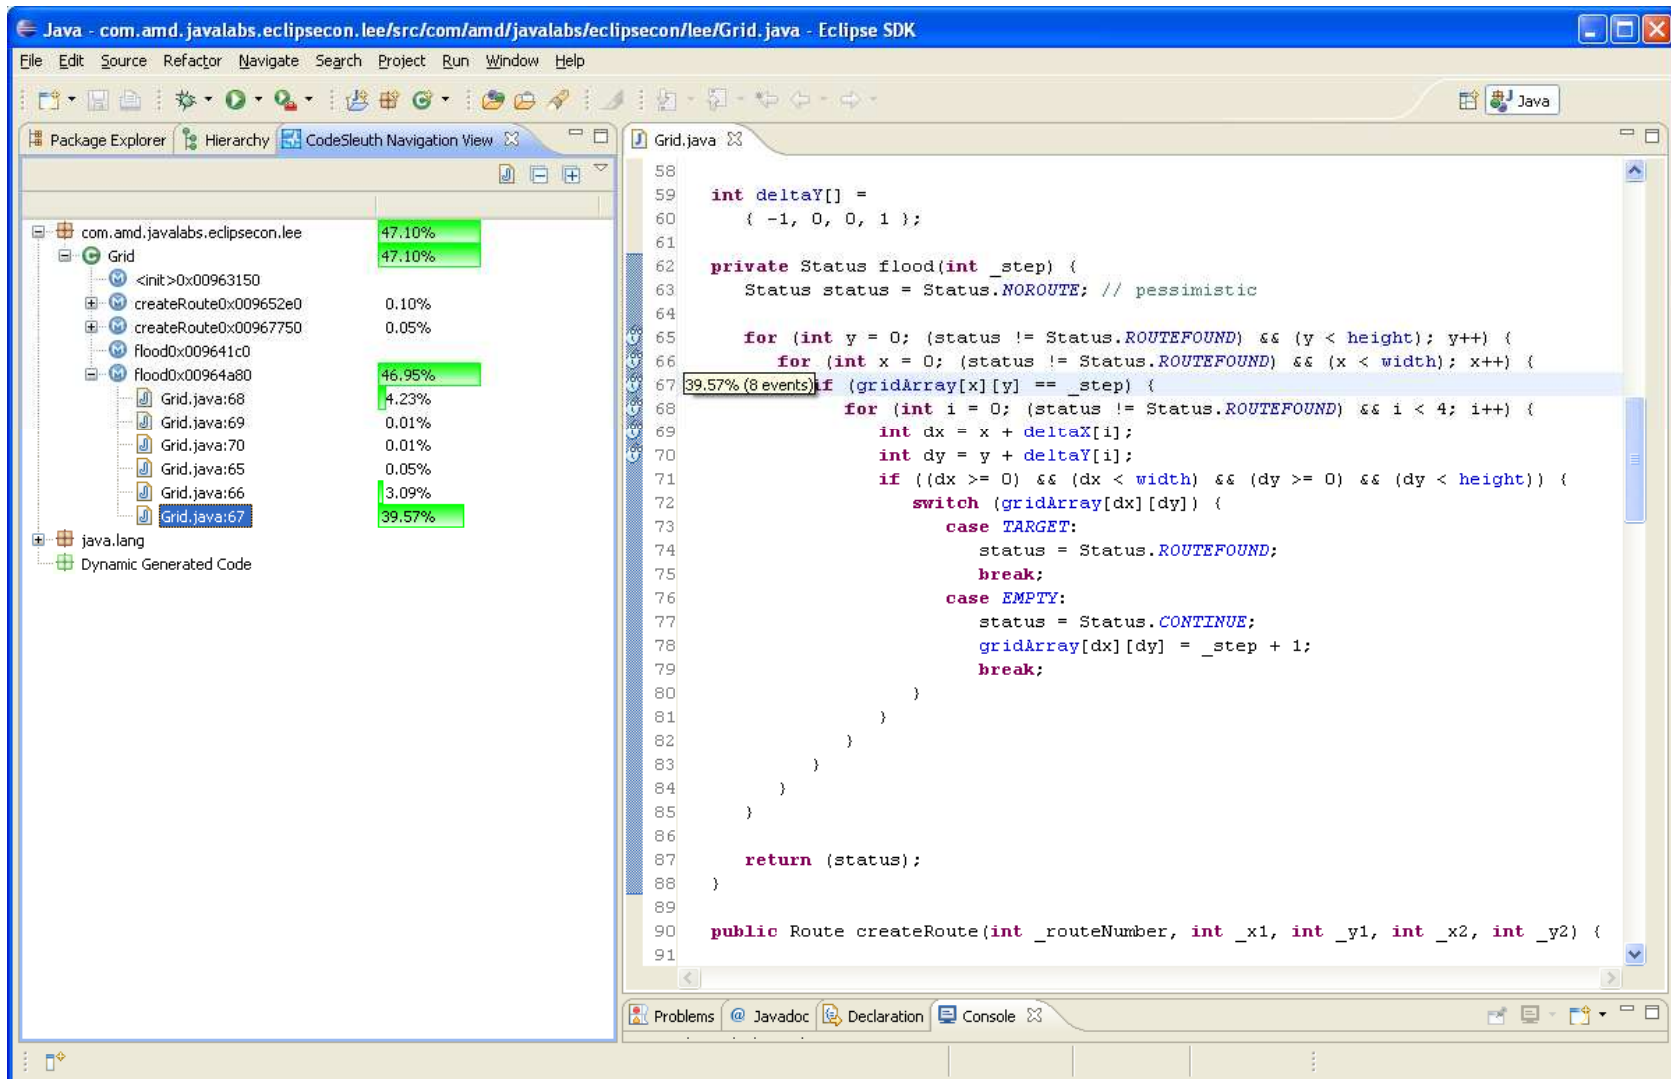 Java - com.amd.javalabs.eclipsecon.lee/src/com/amd/javalabs/eclipsecon/lee/Grid.java - Eclipse SDK
File Edit Source Refactor Navigate Search Project Run Window Help
Java
Package Explorer Hierarchy CodeSleuth Navigation View
com.amd.javalabs.eclipsecon.lee 47.10%
Grid 47.10%
<init>0x00963150
createRoute0x009652e0 0.10%
createRoute0x00967750 0.05%
flood0x009641c0
flood0x00964a80 46.95%
Grid.java:68 4.23%
Grid.java:69 0.01%
Grid.java:70 0.01%
Grid.java:65 0.05%
Grid.java:66 3.09%
Grid.java:67 39.57%
java.lang
Dynamic Generated Code
Grid.java
58
59 int deltaY[] =
60 { -1, 0, 0, 1 };
61
62 private Status flood(int _step) {
63 Status status = Status.NOROUTE; // pessimistic
64
65 for (int y = 0; (status != Status.ROUTEFOUND) && (y < height); y++) {
66 for (int x = 0; (status != Status.ROUTEFOUND) && (x < width); x++) {
67 39.57% (8 events) if (gridArray[x][y] == _step) {
68 for (int i = 0; (status != Status.ROUTEFOUND) && i < 4; i++) {
69 int dx = x + deltaX[i];
70 int dy = y + deltaY[i];
71 if ((dx >= 0) && (dx < width) && (dy >= 0) && (dy < height)) {
72 switch (gridArray[dx][dy]) {
73 case TARGET:
74 status = Status.ROUTEFOUND;
75 break;
76 case EMPTY:
77 status = Status.CONTINUE;
78 gridArray[dx][dy] = _step + 1;
79 break;
80 }
81 }
82 }
83 }
84 }
85 }
86
87 return (status);
88 }
89
90 public Route createRoute(int _routeNumber, int _x1, int _y1, int _x2, int _y2) {
91
Problems @ Javadoc Declaration Console